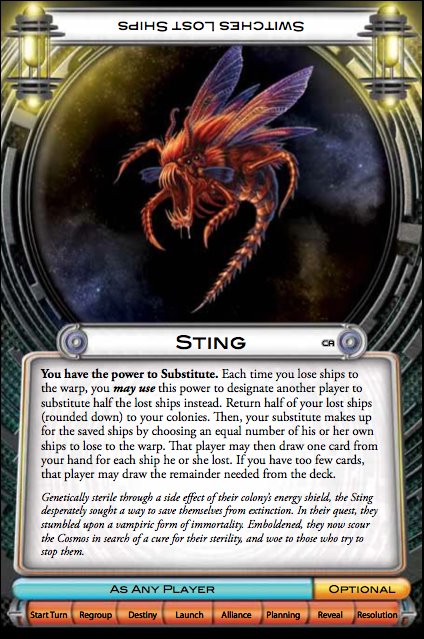 SWITCHES LOST SHIPS
STING
CA
You have the power to Substitute. Each time you lose ships to
the warp, you may use this power to designate another player to
substitute half the lost ships instead. Return half of your lost ships
(rounded down) to your colonies. Then, your substitute makes up
for the saved ships by choosing an equal number of his or her own
ships to lose to the warp. That player may then draw one card from
your hand for each ship he or she lost. If you have too few cards,
that player may draw the remainder needed from the deck.
Genetically sterile through a side effect of their colony's energy shield, the Sting
desperately sought a way to save themselves from extinction. In their quest, they
stumbled upon a vampiric form of immortality. Emboldened, they now scour
the Cosmos in search of a cure for their sterility, and woe to those who try to
stop them.
AS ANY PLAYER OPTIONAL
Start Turn Regroup Destiny Launch Alliance Planning Reveal Resolution